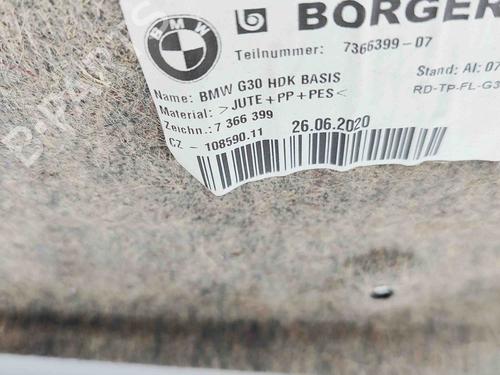 BMW
BORGER
Teilnummer: 7366399-07
Stand: AI: 07
Name: BMW G30 HDK BASIS
RD-TP-FL-G3
Material: >JUTE+PP+PES<
Zeichn.: 7 366 399
CZ - 108590.11
26.06.2020